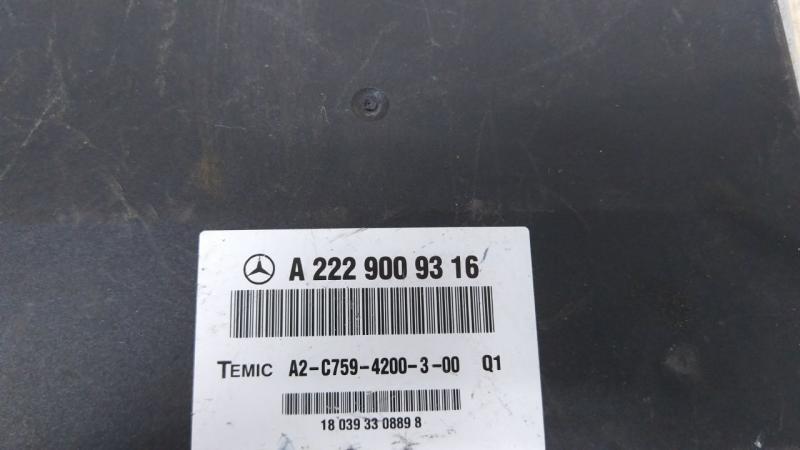 A 222 900 93 16
TEMIC A2-C759-4200-3-00 Q1
18 039 33 0889 8